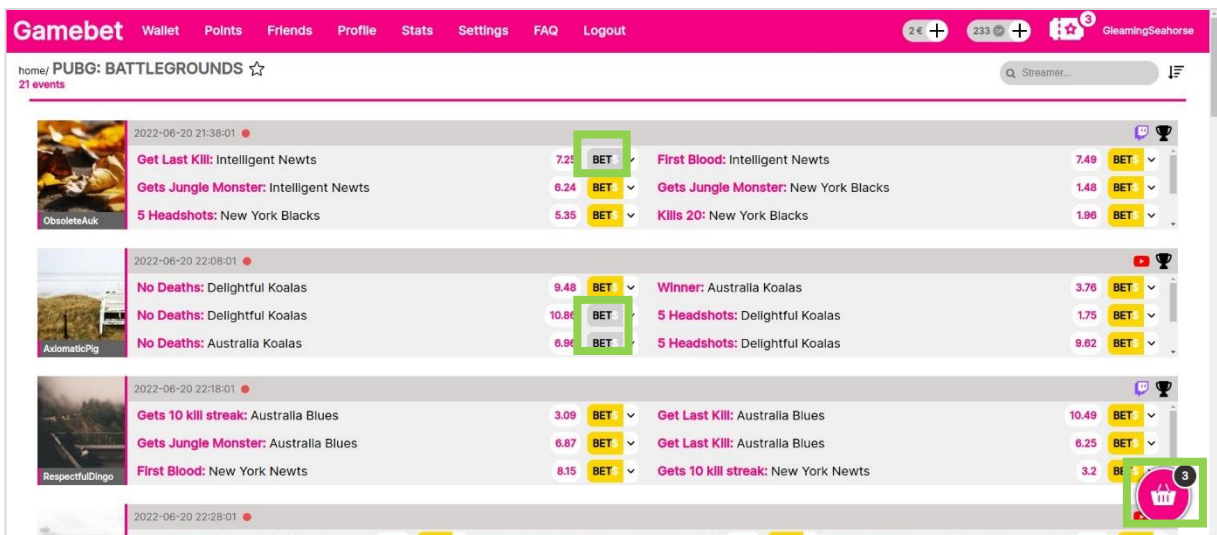 Gamebet Wallet Points Friends Profile Stats Settings FAQ Logout 2 € + 233 + 3 GleamingSeahorse
home/ PUBG: BATTLEGROUNDS
21 events
Streamer...
2022-06-20 21:38:01
Get Last Kill: Intelligent Newts 7.25 BET$ First Blood: Intelligent Newts 7.49 BET$
Gets Jungle Monster: Intelligent Newts 6.24 BET$ Gets Jungle Monster: New York Blacks 1.48 BET$
5 Headshots: New York Blacks 5.35 BET$ Kills 20: New York Blacks 1.96 BET$
ObsoleteAuk
2022-06-20 22:08:01
No Deaths: Delightful Koalas 9.48 BET$ Winner: Australia Koalas 3.76 BET$
No Deaths: Delightful Koalas 10.86 BET$ 5 Headshots: Delightful Koalas 1.75 BET$
No Deaths: Australia Koalas 6.96 BET$ 5 Headshots: Delightful Koalas 9.62 BET$
AxiomaticPig
2022-06-20 22:18:01
Gets 10 kill streak: Australia Blues 3.09 BET$ Get Last Kill: Australia Blues 10.49 BET$
Gets Jungle Monster: Australia Blues 6.87 BET$ Get Last Kill: Australia Blues 6.25 BET$
First Blood: New York Newts 8.15 BET$ Gets 10 kill streak: New York Newts 3.2
RespectfulDingo
3
2022-06-20 22:28:01